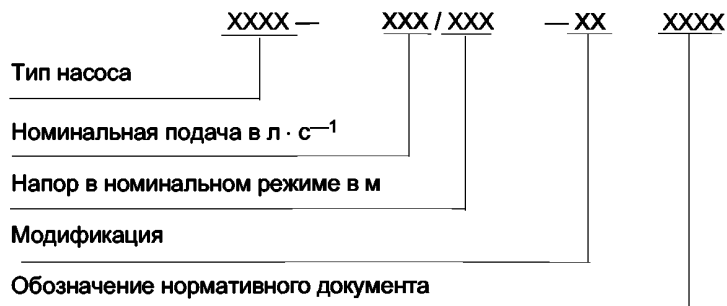 XXXX — XXX / XXX — XX XXXX
Тип насоса
Номинальная подача в л · с—1
Напор в номинальном режиме в м
Модификация
Обозначение нормативного документа